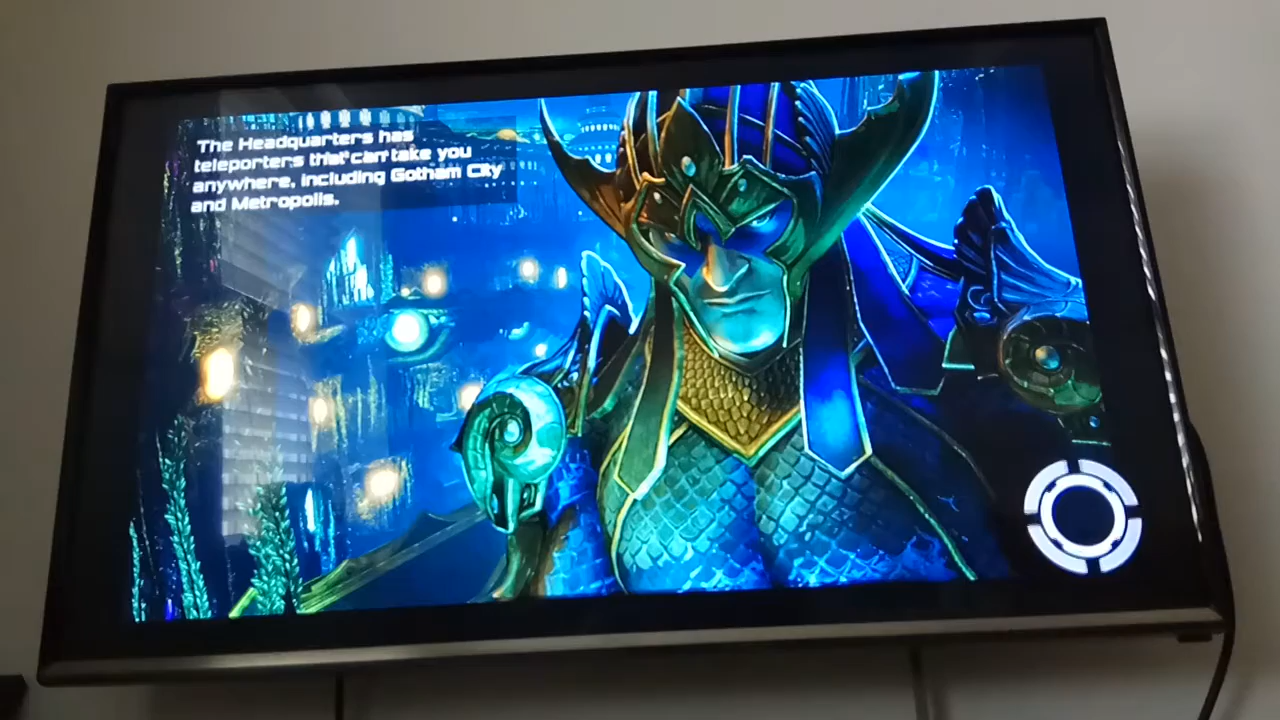 The Headquarters has
teleporters that can take you
anywhere, including Gotham City
and Metropolis.